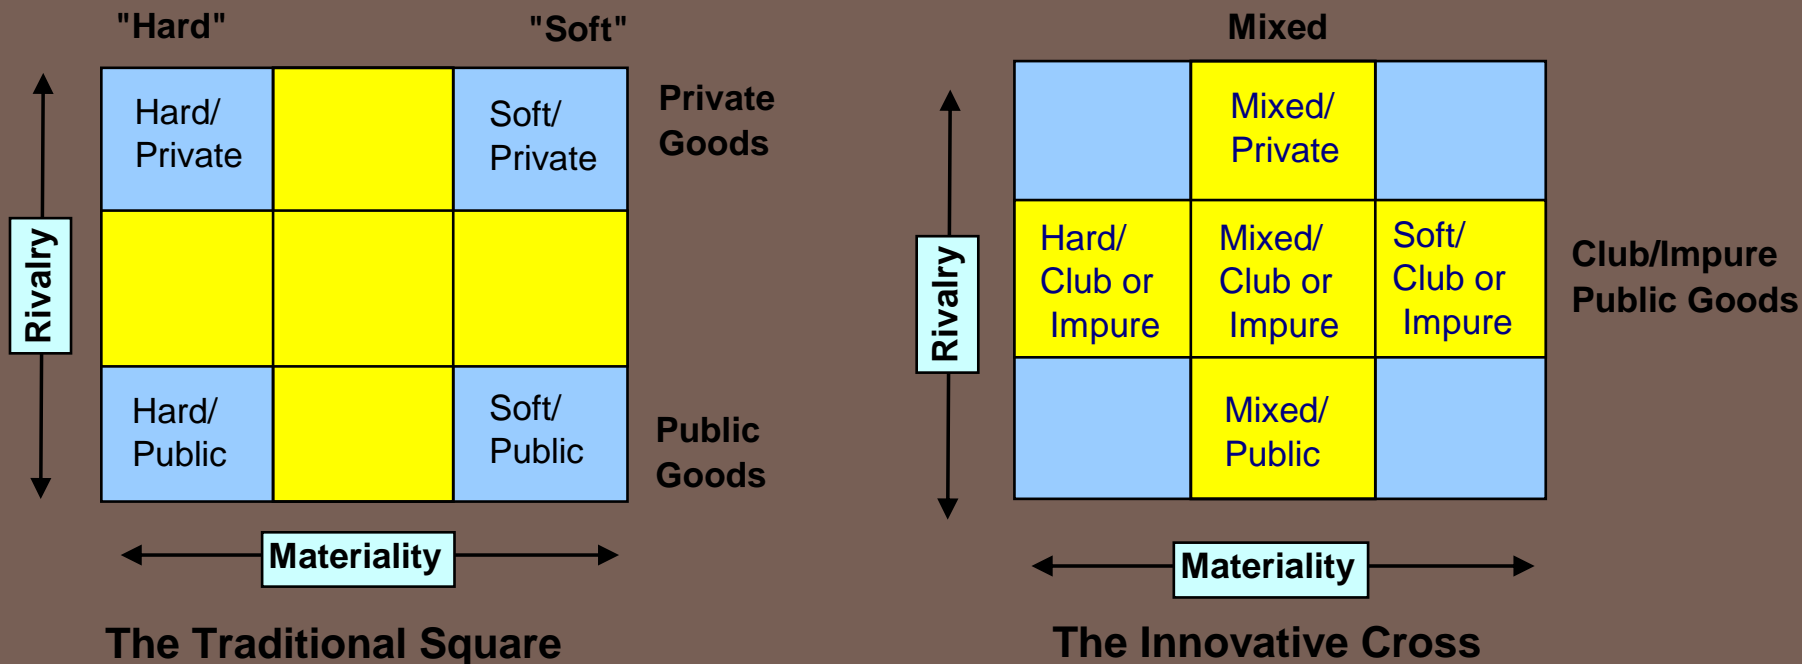 "Hard"
"Soft"
Hard/
Private
Soft/
Private
Private
Goods
Rivalry
Hard/
Public
Soft/
Public
Public
Goods
Materiality
The Traditional Square
Mixed
Mixed/
Private
Rivalry
Hard/
Club or
Impure
Mixed/
Club or
Impure
Soft/
Club or
Impure
Club/Impure
Public Goods
Mixed/
Public
Materiality
The Innovative Cross